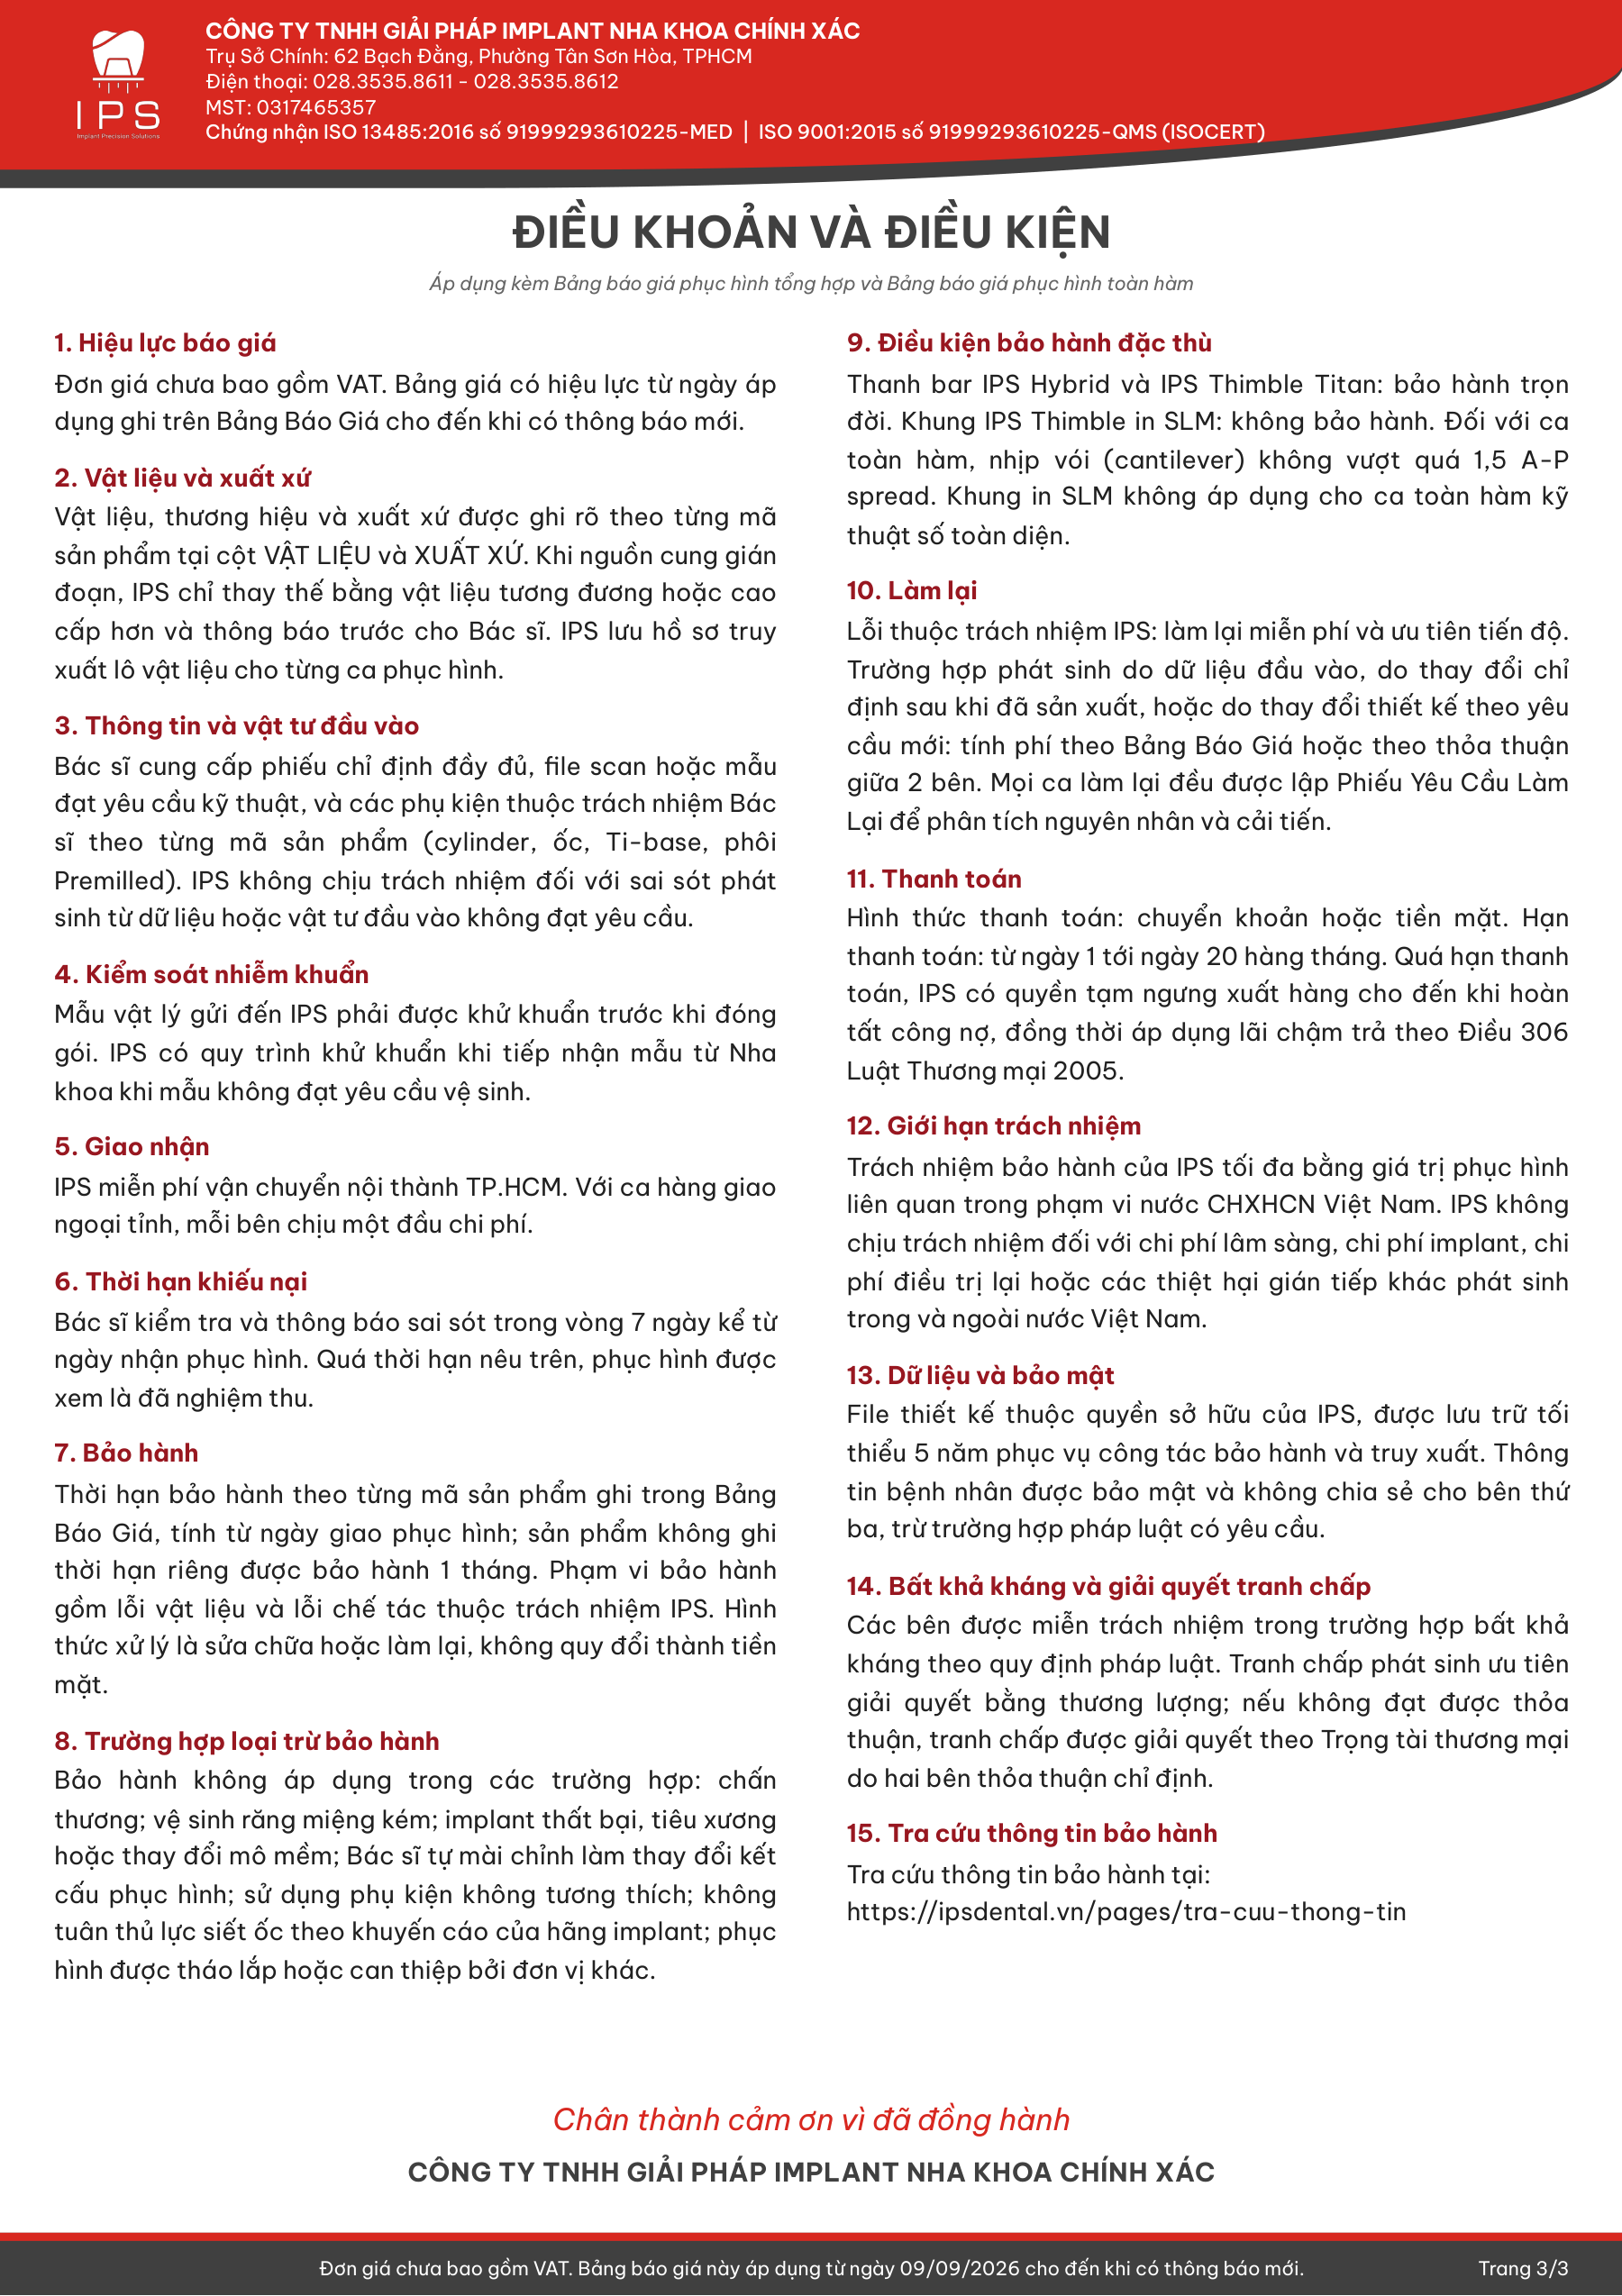 CÔNG TY TNHH GIẢI PHÁP IMPLANT NHA KHOA CHÍNH XÁC
Trụ Sở Chính: 62 Bạch Đằng, Phường Tân Sơn Hòa, TPHCM
Điện thoại: 028.3535.8611 - 028.3535.8612
MST: 0317465357
Chứng nhận ISO 13485:2016 số 91999293610225-MED | ISO 9001:2015 số 91999293610225-QMS (ISOCERT)
IPS
Implant Precision Solutions
ĐIỀU KHOẢN VÀ ĐIỀU KIỆN
Áp dụng kèm Bảng báo giá phục hình tổng hợp và Bảng báo giá phục hình toàn hàm
1. Hiệu lực báo giá
Đơn giá chưa bao gồm VAT. Bảng giá có hiệu lực từ ngày áp
dụng ghi trên Bảng Báo Giá cho đến khi có thông báo mới.
2. Vật liệu và xuất xứ
Vật liệu, thương hiệu và xuất xứ được ghi rõ theo từng mã
sản phẩm tại cột VẬT LIỆU và XUẤT XỨ. Khi nguồn cung gián
đoạn, IPS chỉ thay thế bằng vật liệu tương đương hoặc cao
cấp hơn và thông báo trước cho Bác sĩ. IPS lưu hồ sơ truy
xuất lô vật liệu cho từng ca phục hình.
3. Thông tin và vật tư đầu vào
Bác sĩ cung cấp phiếu chỉ định đầy đủ, file scan hoặc mẫu
đạt yêu cầu kỹ thuật, và các phụ kiện thuộc trách nhiệm Bác
sĩ theo từng mã sản phẩm (cylinder, ốc, Ti-base, phôi
Premilled). IPS không chịu trách nhiệm đối với sai sót phát
sinh từ dữ liệu hoặc vật tư đầu vào không đạt yêu cầu.
4. Kiểm soát nhiễm khuẩn
Mẫu vật lý gửi đến IPS phải được khử khuẩn trước khi đóng
gói. IPS có quy trình khử khuẩn khi tiếp nhận mẫu từ Nha
khoa khi mẫu không đạt yêu cầu vệ sinh.
5. Giao nhận
IPS miễn phí vận chuyển nội thành TP.HCM. Với ca hàng giao
ngoại tỉnh, mỗi bên chịu một đầu chi phí.
6. Thời hạn khiếu nại
Bác sĩ kiểm tra và thông báo sai sót trong vòng 7 ngày kể từ
ngày nhận phục hình. Quá thời hạn nêu trên, phục hình được
xem là đã nghiệm thu.
7. Bảo hành
Thời hạn bảo hành theo từng mã sản phẩm ghi trong Bảng
Báo Giá, tính từ ngày giao phục hình; sản phẩm không ghi
thời hạn riêng được bảo hành 1 tháng. Phạm vi bảo hành
gồm lỗi vật liệu và lỗi chế tác thuộc trách nhiệm IPS. Hình
thức xử lý là sửa chữa hoặc làm lại, không quy đổi thành tiền
mặt.
8. Trường hợp loại trừ bảo hành
Bảo hành không áp dụng trong các trường hợp: chấn
thương; vệ sinh răng miệng kém; implant thất bại, tiêu xương
hoặc thay đổi mô mềm; Bác sĩ tự mài chỉnh làm thay đổi kết
cấu phục hình; sử dụng phụ kiện không tương thích; không
tuân thủ lực siết ốc theo khuyến cáo của hãng implant; phục
hình được tháo lắp hoặc can thiệp bởi đơn vị khác.
9. Điều kiện bảo hành đặc thù
Thanh bar IPS Hybrid và IPS Thimble Titan: bảo hành trọn
đời. Khung IPS Thimble in SLM: không bảo hành. Đối với ca
toàn hàm, nhịp vói (cantilever) không vượt quá 1,5 A-P
spread. Khung in SLM không áp dụng cho ca toàn hàm kỹ
thuật số toàn diện.
10. Làm lại
Lỗi thuộc trách nhiệm IPS: làm lại miễn phí và ưu tiên tiến độ.
Trường hợp phát sinh do dữ liệu đầu vào, do thay đổi chỉ
định sau khi đã sản xuất, hoặc do thay đổi thiết kế theo yêu
cầu mới: tính phí theo Bảng Báo Giá hoặc theo thỏa thuận
giữa 2 bên. Mọi ca làm lại đều được lập Phiếu Yêu Cầu Làm
Lại để phân tích nguyên nhân và cải tiến.
11. Thanh toán
Hình thức thanh toán: chuyển khoản hoặc tiền mặt. Hạn
thanh toán: từ ngày 1 tới ngày 20 hàng tháng. Quá hạn thanh
toán, IPS có quyền tạm ngưng xuất hàng cho đến khi hoàn
tất công nợ, đồng thời áp dụng lãi chậm trả theo Điều 306
Luật Thương mại 2005.
12. Giới hạn trách nhiệm
Trách nhiệm bảo hành của IPS tối đa bằng giá trị phục hình
liên quan trong phạm vi nước CHXHCN Việt Nam. IPS không
chịu trách nhiệm đối với chi phí lâm sàng, chi phí implant, chi
phí điều trị lại hoặc các thiệt hại gián tiếp khác phát sinh
trong và ngoài nước Việt Nam.
13. Dữ liệu và bảo mật
File thiết kế thuộc quyền sở hữu của IPS, được lưu trữ tối
thiểu 5 năm phục vụ công tác bảo hành và truy xuất. Thông
tin bệnh nhân được bảo mật và không chia sẻ cho bên thứ
ba, trừ trường hợp pháp luật có yêu cầu.
14. Bất khả kháng và giải quyết tranh chấp
Các bên được miễn trách nhiệm trong trường hợp bất khả
kháng theo quy định pháp luật. Tranh chấp phát sinh ưu tiên
giải quyết bằng thương lượng; nếu không đạt được thỏa
thuận, tranh chấp được giải quyết theo Trọng tài thương mại
do hai bên thỏa thuận chỉ định.
15. Tra cứu thông tin bảo hành
Tra cứu thông tin bảo hành tại:
https://ipsdental.vn/pages/tra-cuu-thong-tin
Chân thành cảm ơn vì đã đồng hành
CÔNG TY TNHH GIẢI PHÁP IMPLANT NHA KHOA CHÍNH XÁC
Đơn giá chưa bao gồm VAT. Bảng báo giá này áp dụng từ ngày 09/09/2026 cho đến khi có thông báo mới.
Trang 3/3